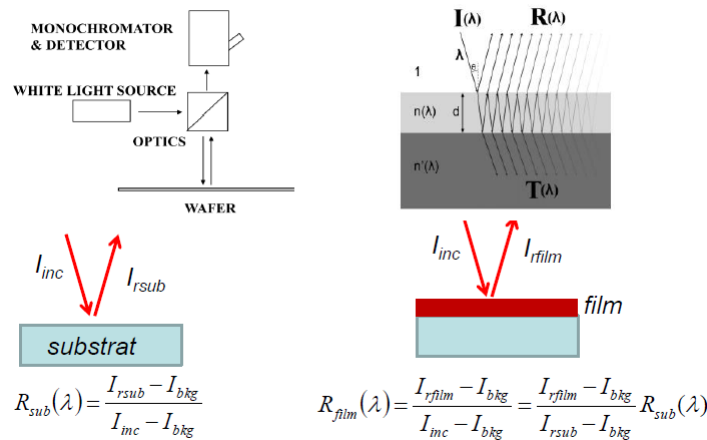 MONOCHROMATOR
& DETECTOR
WHITE LIGHT SOURCE
OPTICS
WAFER
I(λ) R(λ)
λ
θ
1
n(λ) d
n'(λ)
T(λ)
I_inc I_rsub
substrat
R_sub(λ) = (I_rsub − I_bkg) / (I_inc − I_bkg)
I_inc I_rfilm
film
R_film(λ) = (I_rfilm − I_bkg) / (I_inc − I_bkg) = (I_rfilm − I_bkg) / (I_rsub − I_bkg) R_sub(λ)